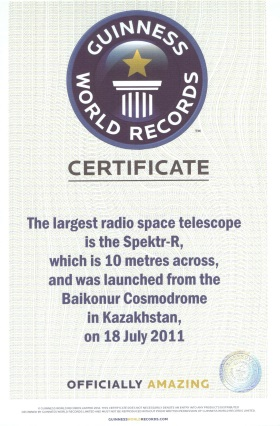 GUINNESS
WORLD RECORDS
™
CERTIFICATE
The largest radio space telescope
is the Spektr-R,
which is 10 metres across,
and was launched from the
Baikonur Cosmodrome
in Kazakhstan,
on 18 July 2011
OFFICIALLY AMAZING
GUINNESSWORLDRECORDS.COM